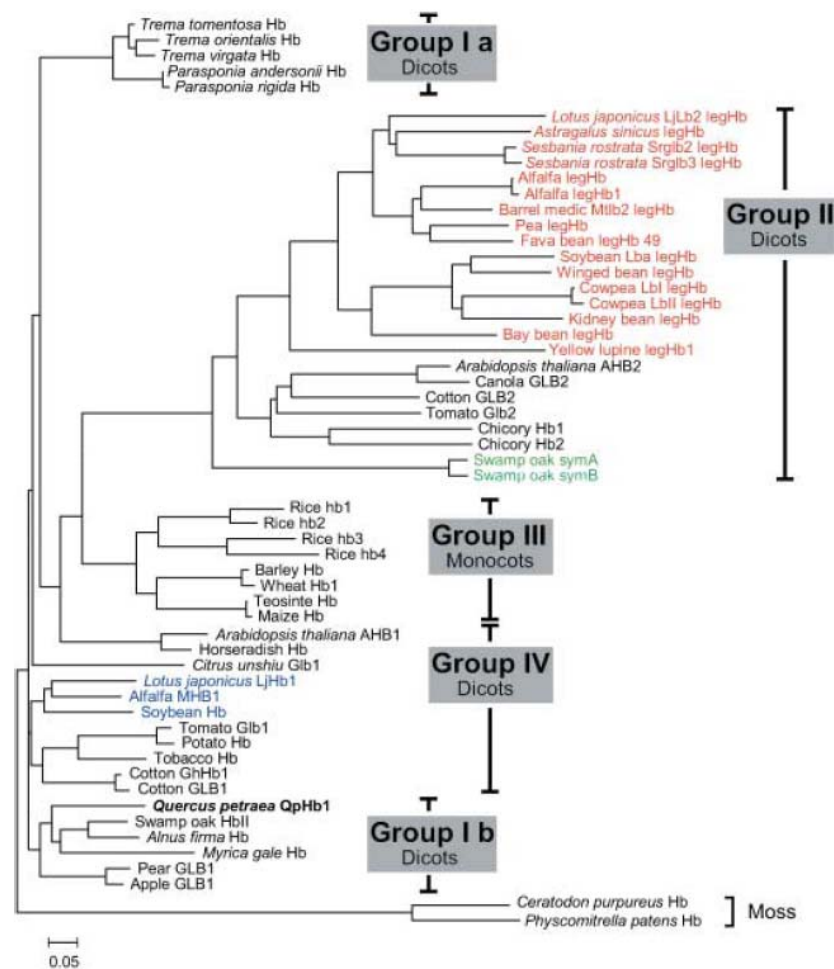 Trema tomentosa Hb
Trema orientalis Hb
Trema virgata Hb
Parasponia andersonii Hb
Parasponia rigida Hb
Group I a
Dicots
Lotus japonicus LjLb2 legHb
Astragalus sinicus legHb
Sesbania rostrata Srglb2 legHb
Sesbania rostrata Srglb3 legHb
Alfalfa legHb
Alfalfa legHb1
Barrel medic Mtlb2 legHb
Pea legHb
Fava bean legHb 49
Soybean Lba legHb
Winged bean legHb
Cowpea LbI legHb
Cowpea LbII legHb
Kidney bean legHb
Bay bean legHb
Yellow lupine legHb1
Arabidopsis thaliana AHB2
Canola GLB2
Cotton GLB2
Tomato Glb2
Chicory Hb1
Chicory Hb2
Swamp oak symA
Swamp oak symB
Group II
Dicots
Rice hb1
Rice hb2
Rice hb3
Rice hb4
Barley Hb
Wheat Hb1
Teosinte Hb
Maize Hb
Group III
Monocots
Arabidopsis thaliana AHB1
Horseradish Hb
Citrus unshiu Glb1
Lotus japonicus LjHb1
Alfalfa MHB1
Soybean Hb
Tomato Glb1
Potato Hb
Tobacco Hb
Cotton GhHb1
Cotton GLB1
Group IV
Dicots
Quercus petraea QpHb1
Swamp oak HbII
Alnus firma Hb
Myrica gale Hb
Pear GLB1
Apple GLB1
Group I b
Dicots
Ceratodon purpureus Hb
Physcomitrella patens Hb
Moss
0.05